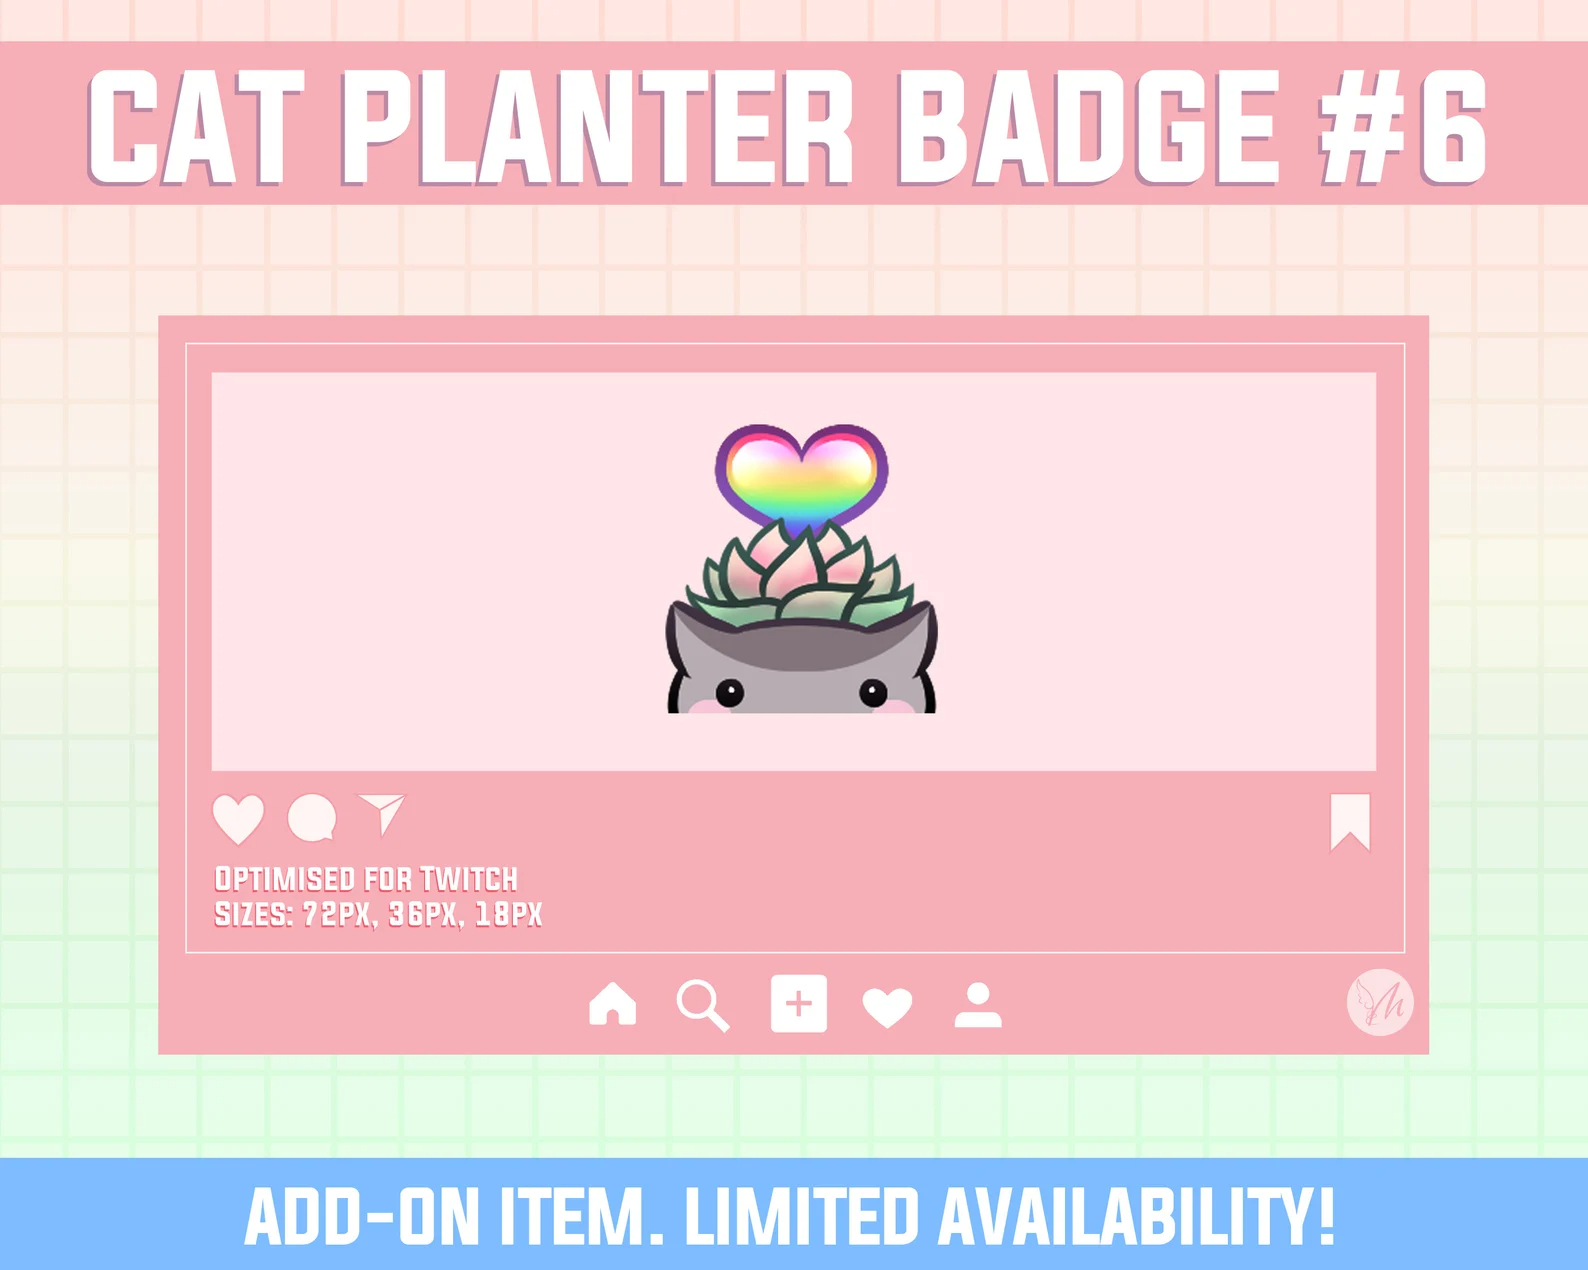 CAT PLANTER BADGE #6
OPTIMISED FOR TWITCH
SIZES: 72PX, 36PX, 18PX
M
ADD-ON ITEM. LIMITED AVAILABILITY!